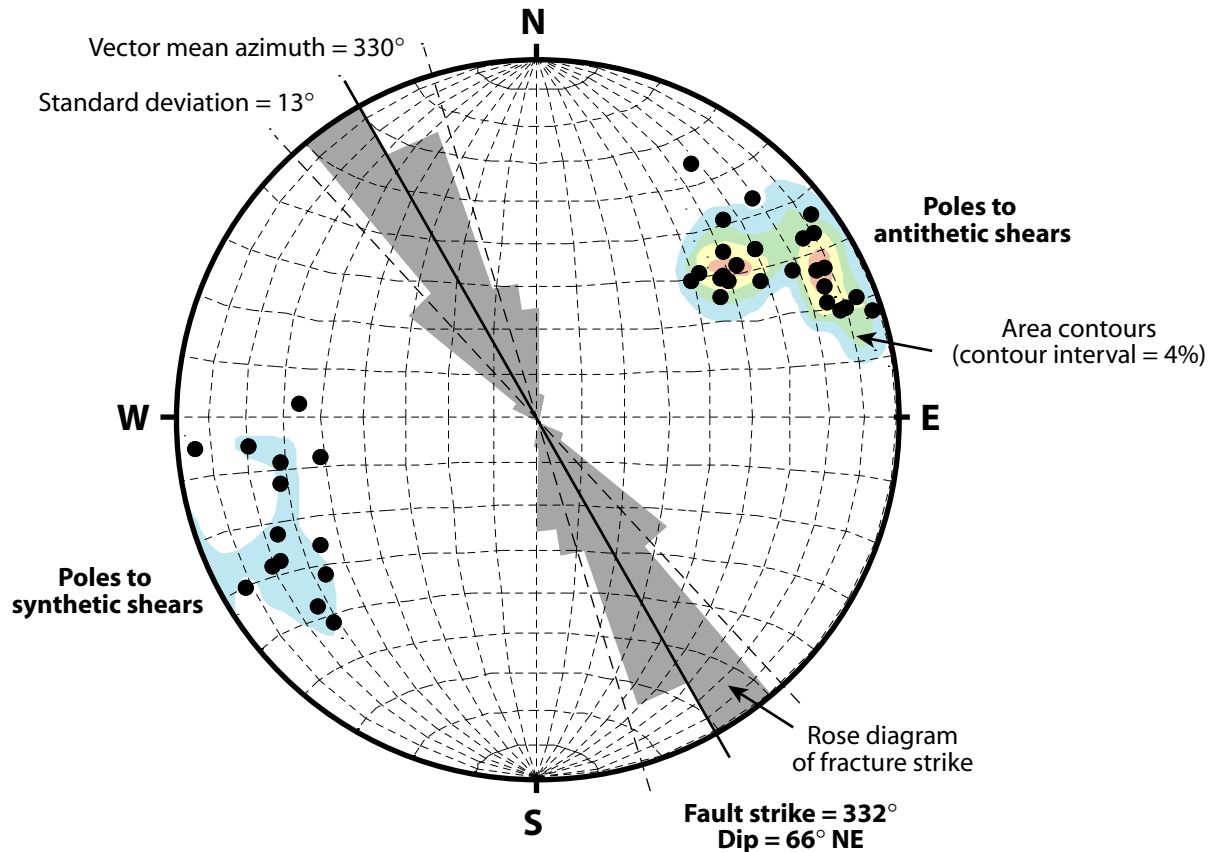 N
Vector mean azimuth = 330°
Standard deviation = 13°
Poles to
antithetic shears
Area contours
(contour interval = 4%)
W
E
Poles to
synthetic shears
Rose diagram
of fracture strike
S
Fault strike = 332°
Dip = 66° NE